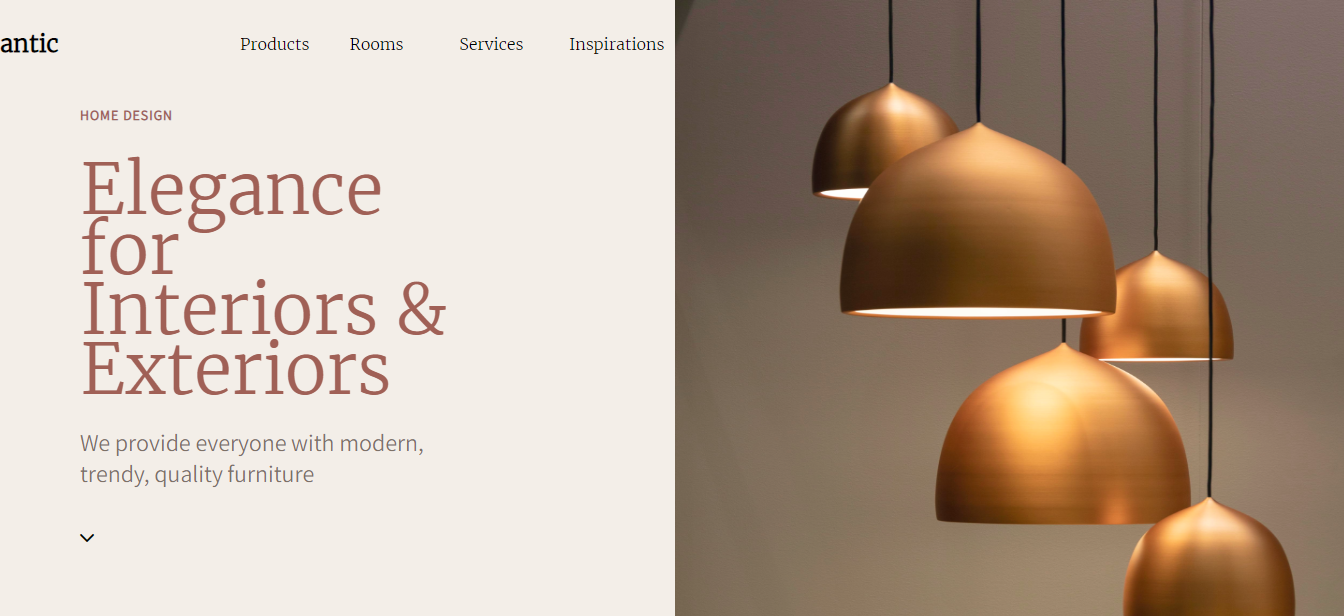 antic Products Rooms Services Inspirations
HOME DESIGN
Elegance
for
Interiors &
Exteriors
We provide everyone with modern,
trendy, quality furniture